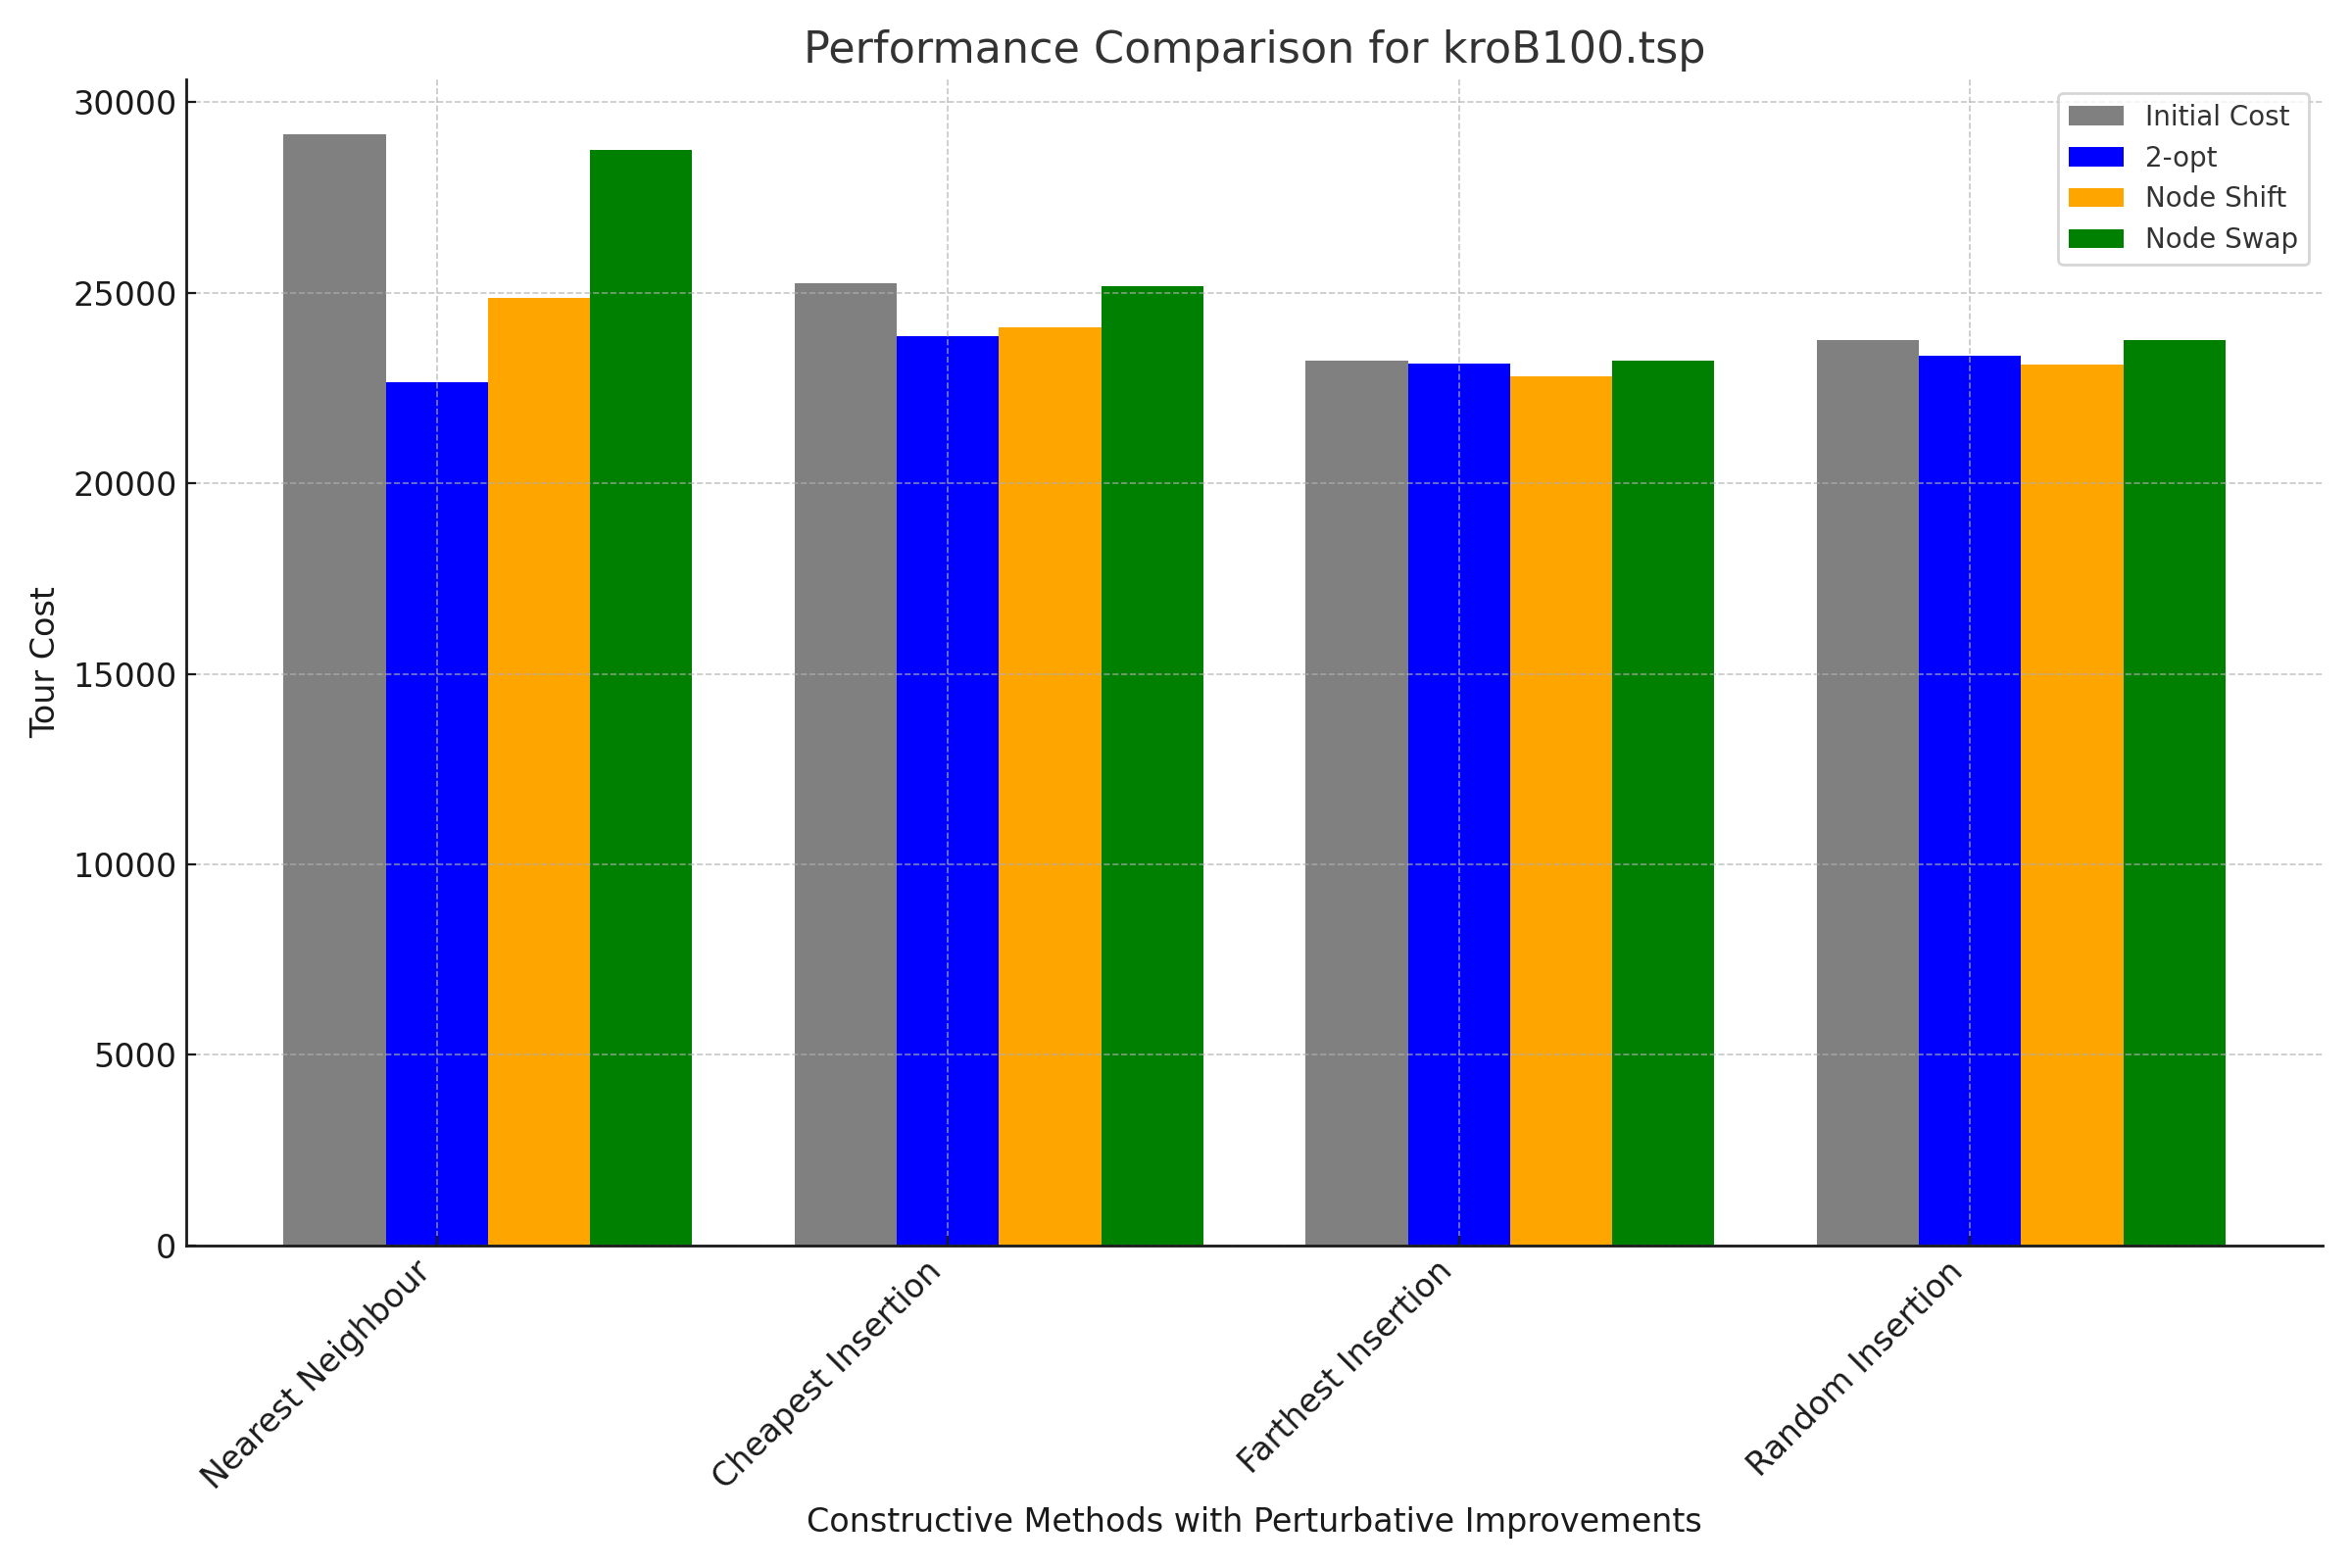 Performance Comparison for kroB100.tsp
Initial Cost
2-opt
Node Shift
Node Swap
30000
25000
20000
15000
10000
5000
0
Tour Cost
Nearest Neighbour
Cheapest Insertion
Farthest Insertion
Random Insertion
Constructive Methods with Perturbative Improvements